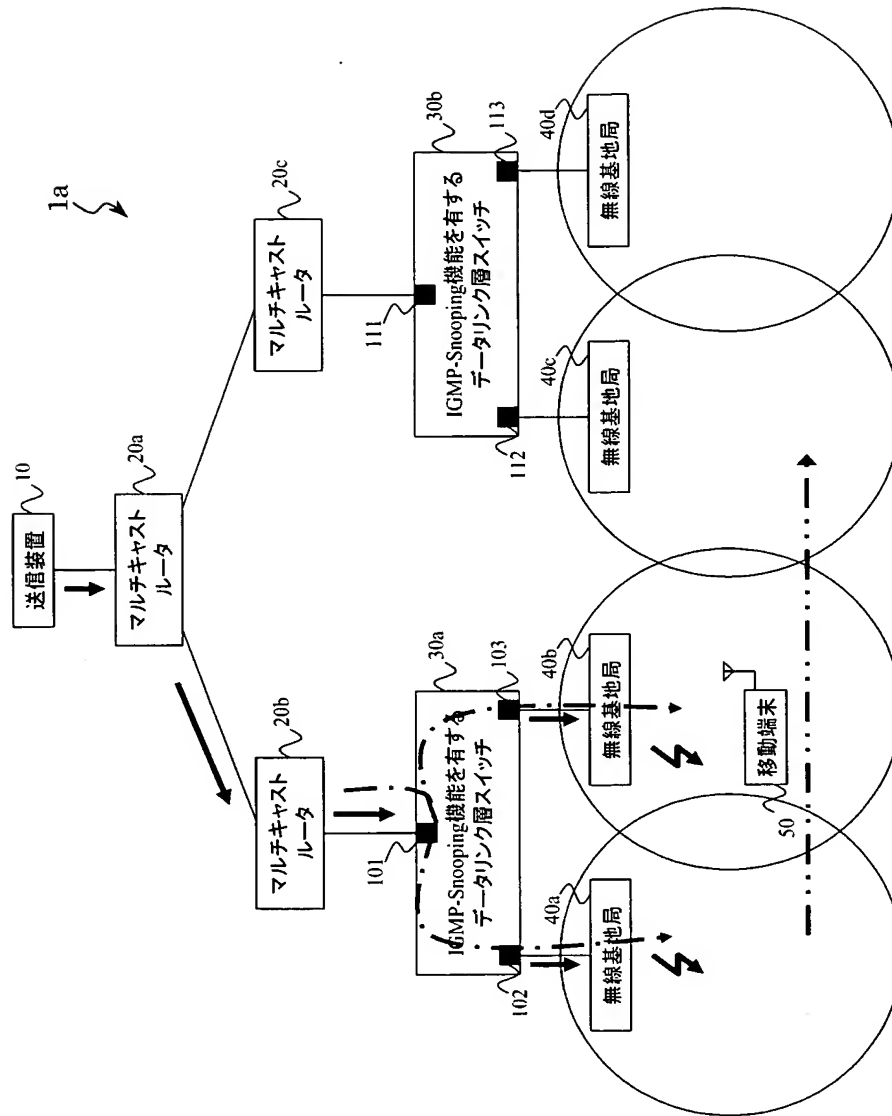 1a
10
送信装置
20a
マルチキャスト
ルータ
20b
マルチキャスト
ルータ
20c
マルチキャスト
ルータ
101
30a
IGMP-Snooping機能を有する
データリンク層スイッチ
102
103
111
30b
IGMP-Snooping機能を有する
データリンク層スイッチ
112
113
40a
無線基地局
40b
無線基地局
40c
無線基地局
40d
無線基地局
移動端末
50